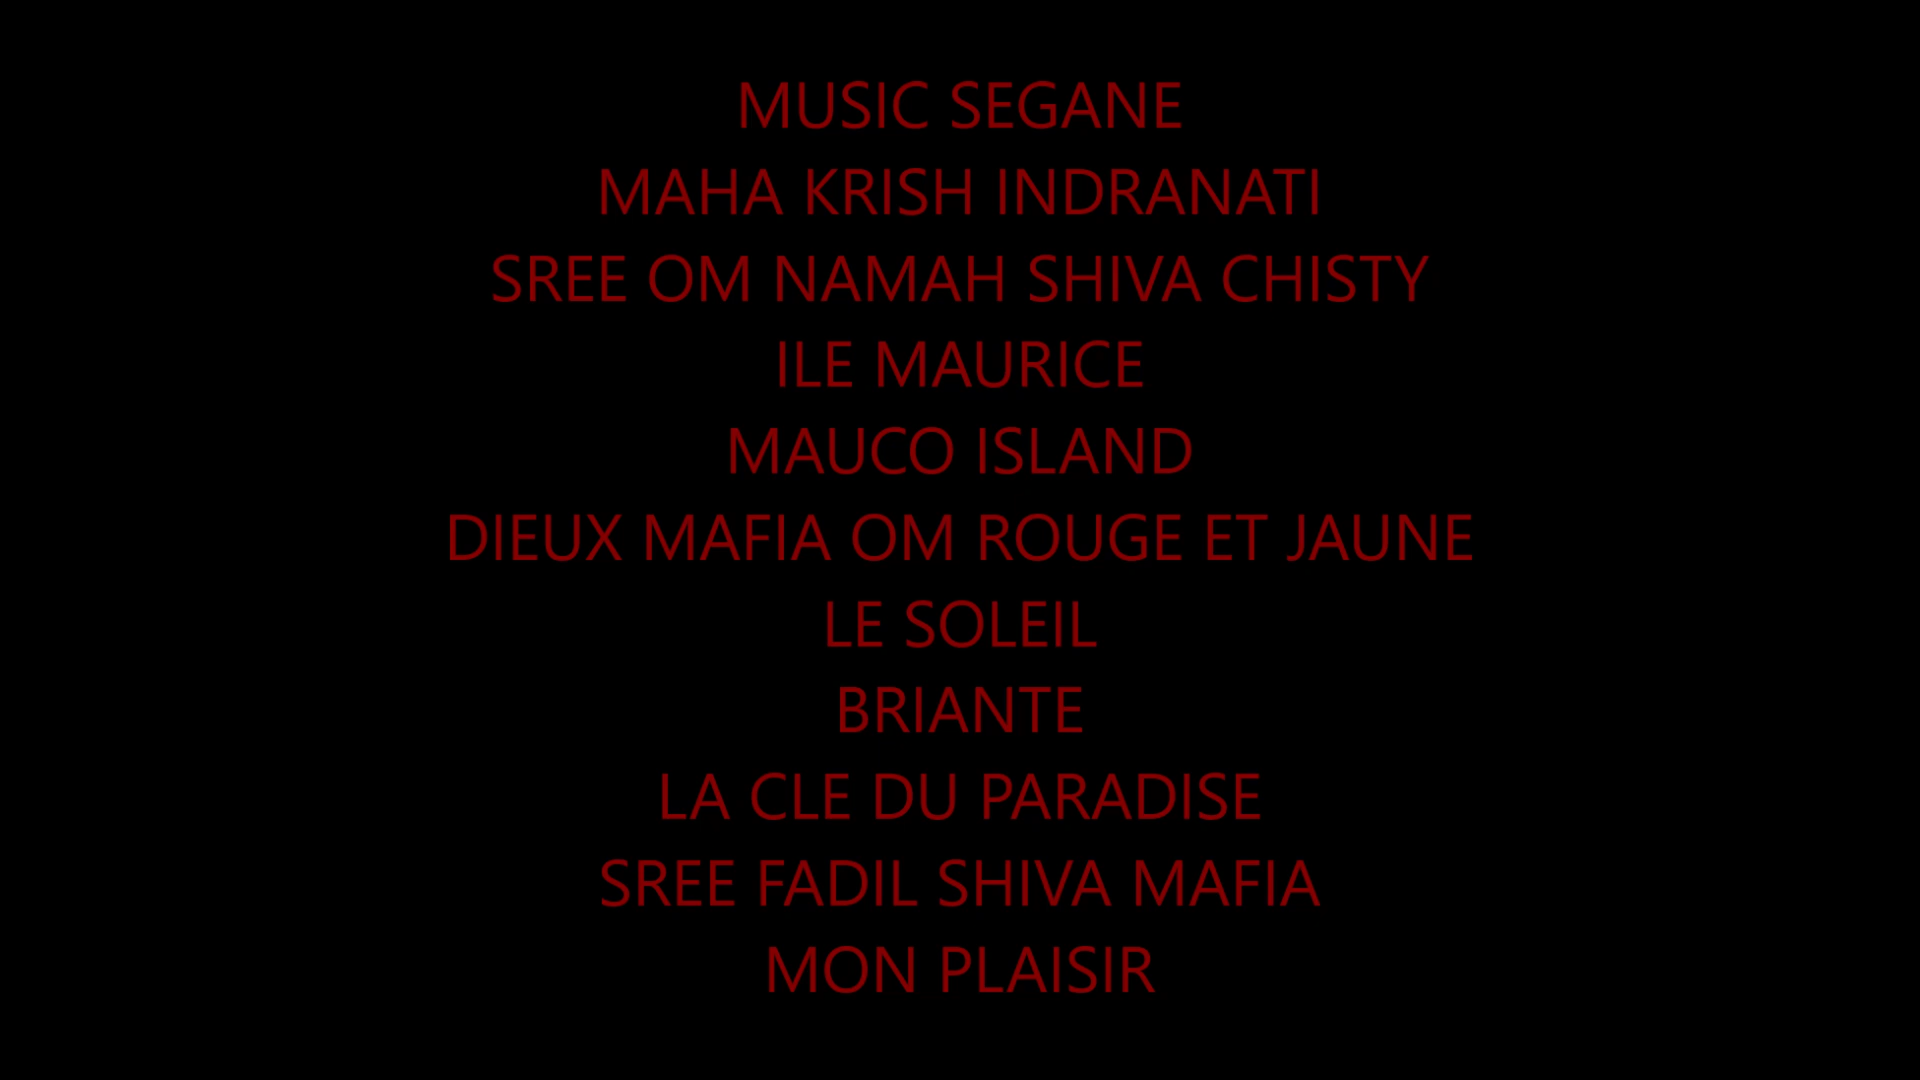 MUSIC SEGANE
MAHA KRISH INDRANATI
SREE OM NAMAH SHIVA CHISTY
ILE MAURICE
MAUCO ISLAND
DIEUX MAFIA OM ROUGE ET JAUNE
LE SOLEIL
BRIANTE
LA CLE DU PARADISE
SREE FADIL SHIVA MAFIA
MON PLAISIR